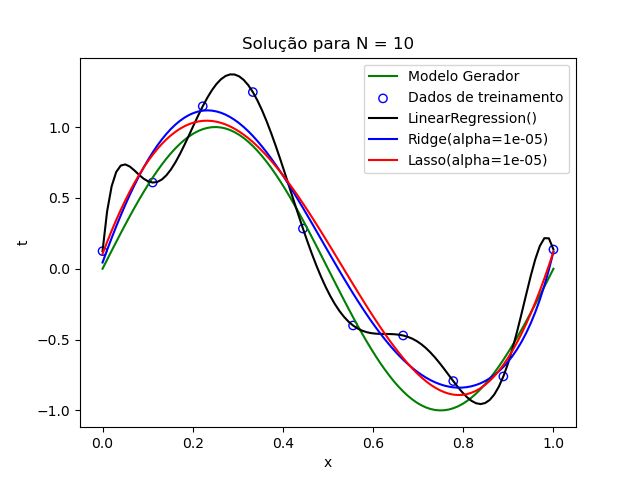 Solução para N = 10
Modelo Gerador
Dados de treinamento
LinearRegression()
Ridge(alpha=1e-05)
Lasso(alpha=1e-05)
1.0
0.5
0.0
−0.5
−1.0
t
0.0 0.2 0.4 0.6 0.8 1.0
x